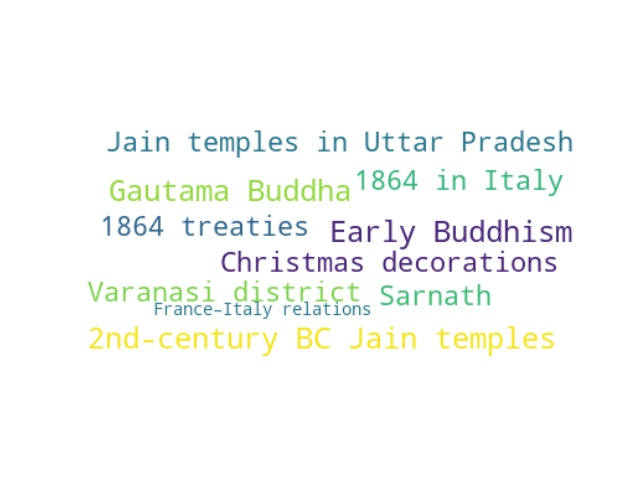 Jain temples in Uttar Pradesh
1864 in Italy
Gautama Buddha
1864 treaties
Early Buddhism
Christmas decorations
Varanasi district
Sarnath
France–Italy relations
2nd-century BC Jain temples